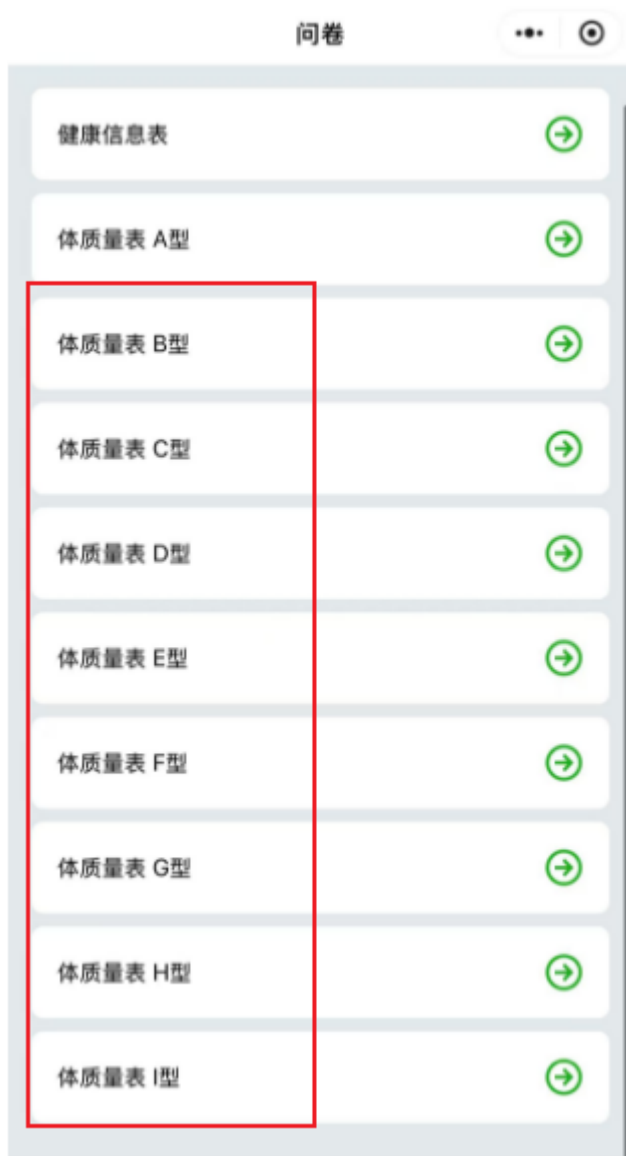 问卷
健康信息表
体质量表 A型
体质量表 B型
体质量表 C型
体质量表 D型
体质量表 E型
体质量表 F型
体质量表 G型
体质量表 H型
体质量表 I型